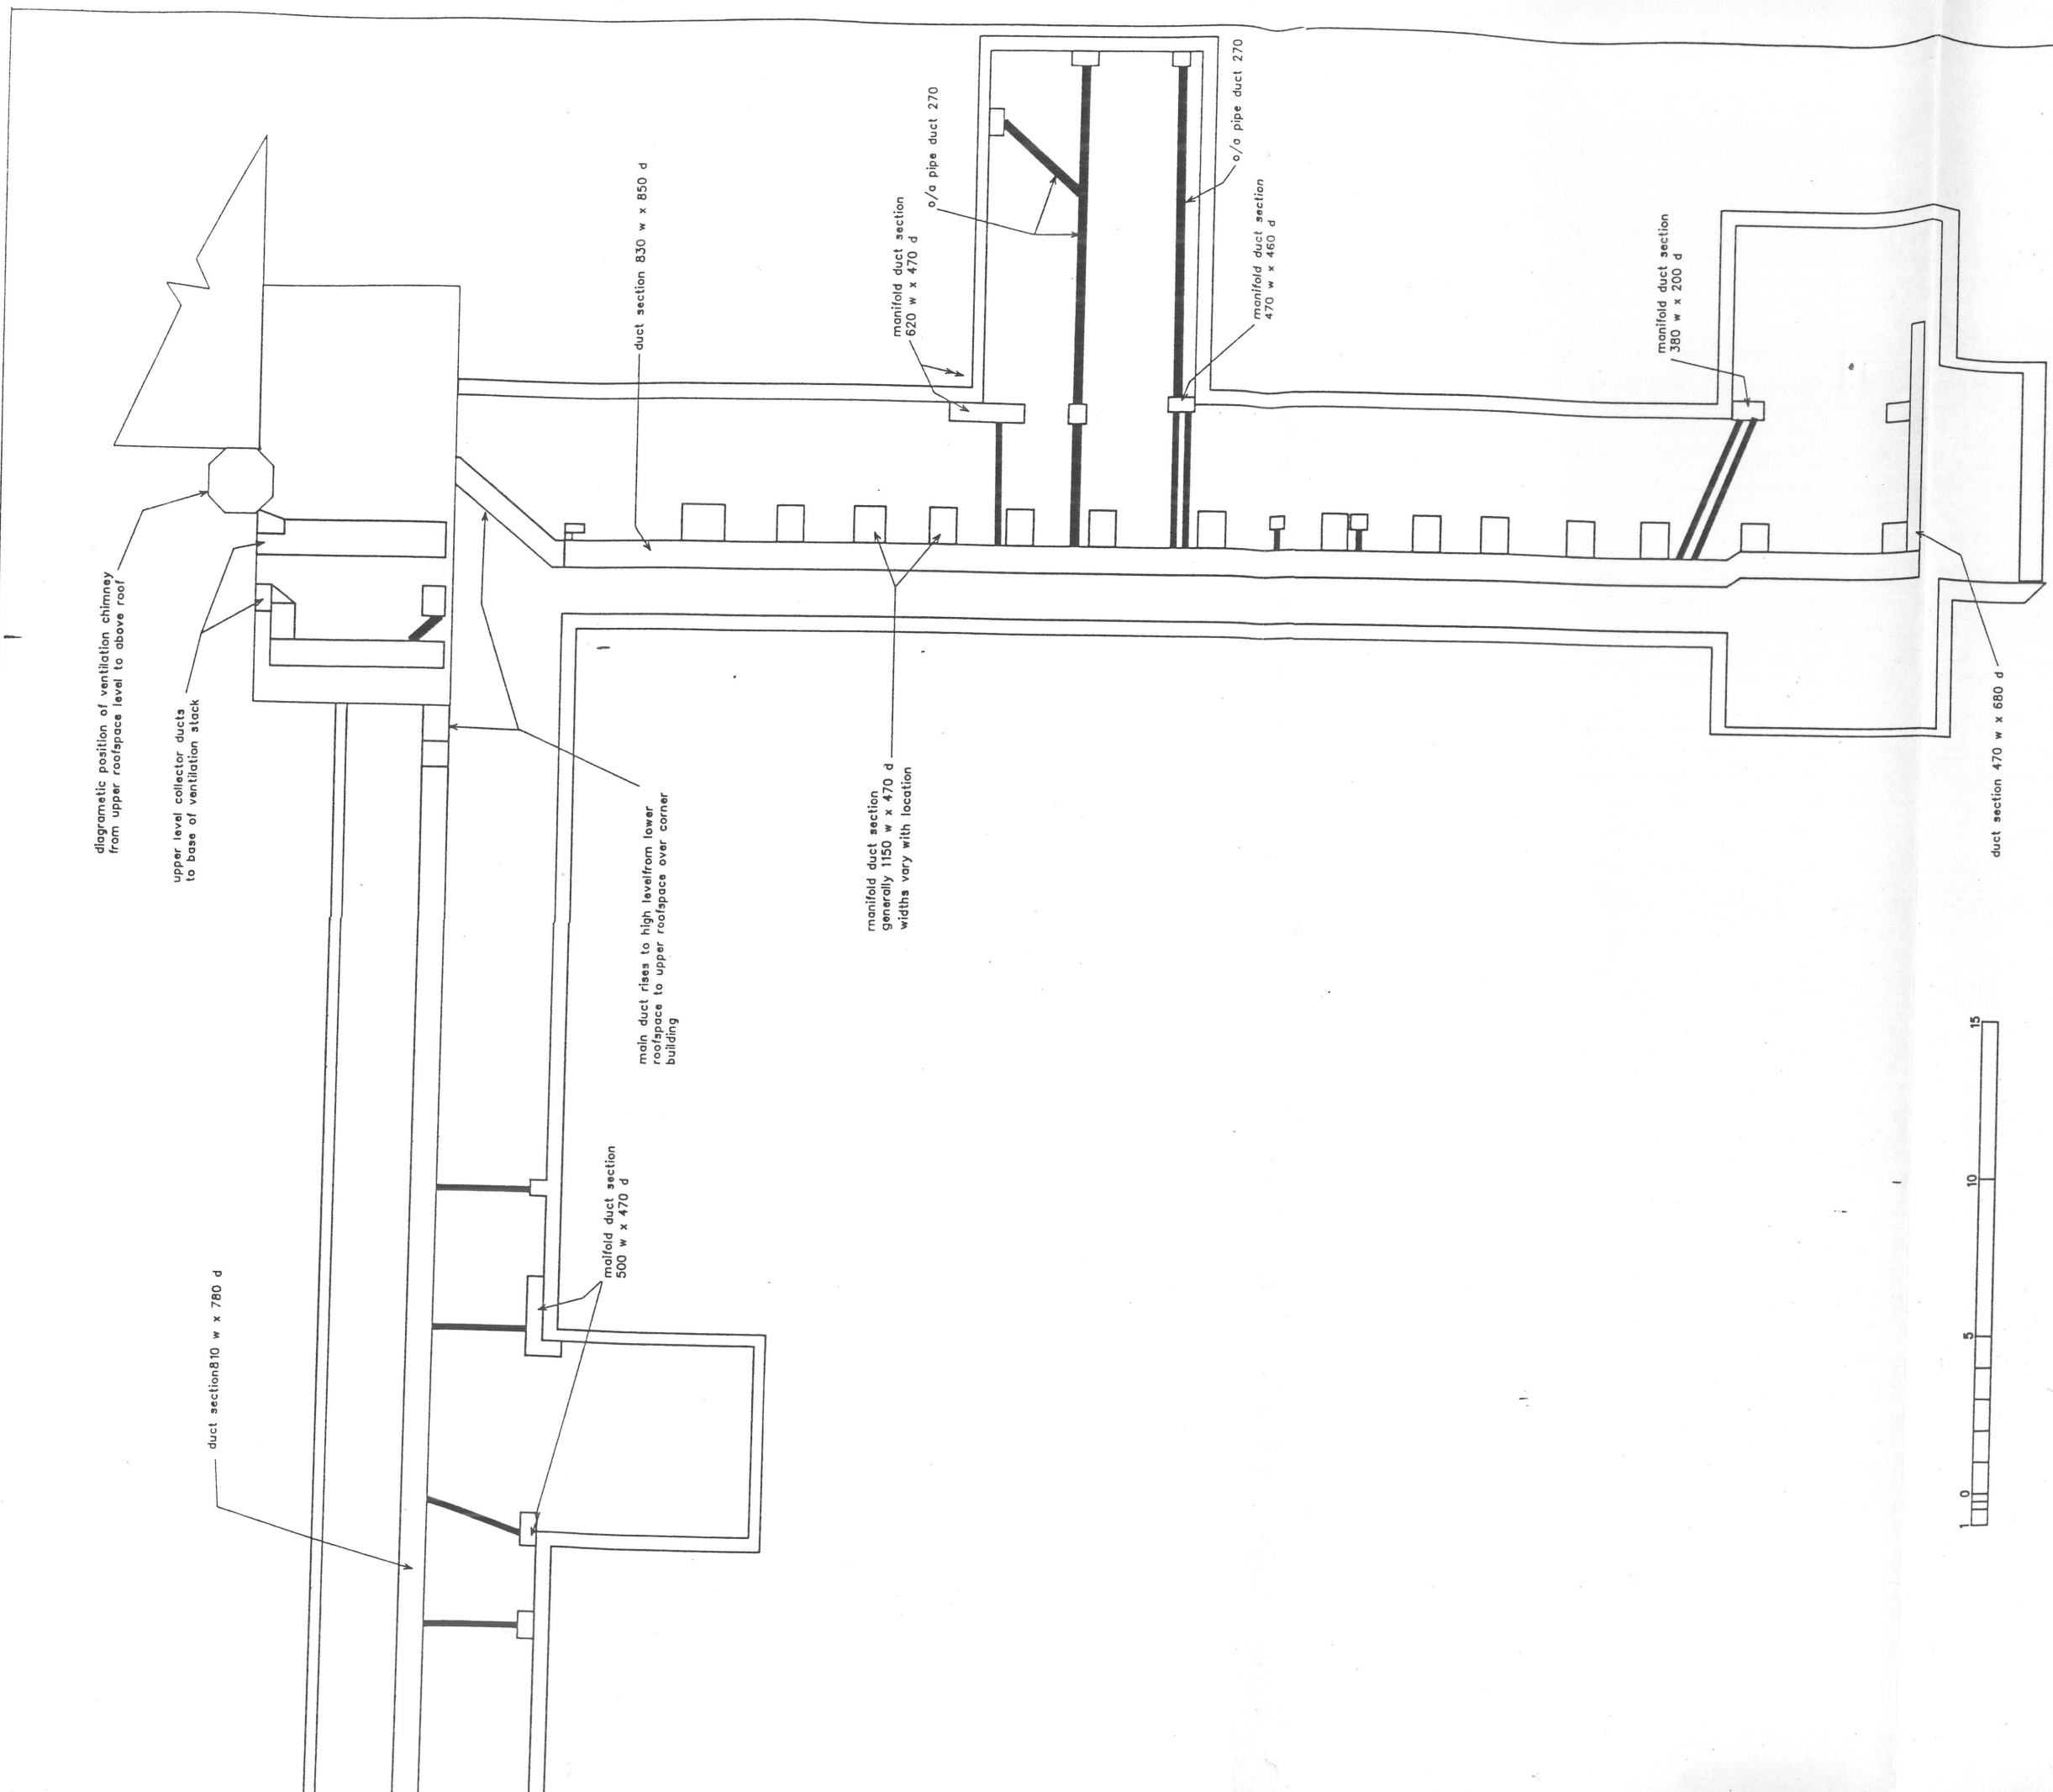 diagrametic position of ventilation chimney
from upper roofspace level to above roof
upper level collector ducts
to base of ventilation stack
duct section810 w x 780 d
maifold duct section
500 w x 470 d
main duct rises to high levelfrom lower
roofspace to upper roofspace over corner
building
duct section 830 w x 850 d
manifold duct section
generally 1150 w x 470 d
widths vary with location
manifold duct section
620 w x 470 d
o/a pipe duct 270
o/a pipe duct 270
manifold duct section
470 w x 460 d
manifold duct section
380 w x 200 d
duct section 470 w x 680 d
1 0 5 10 15